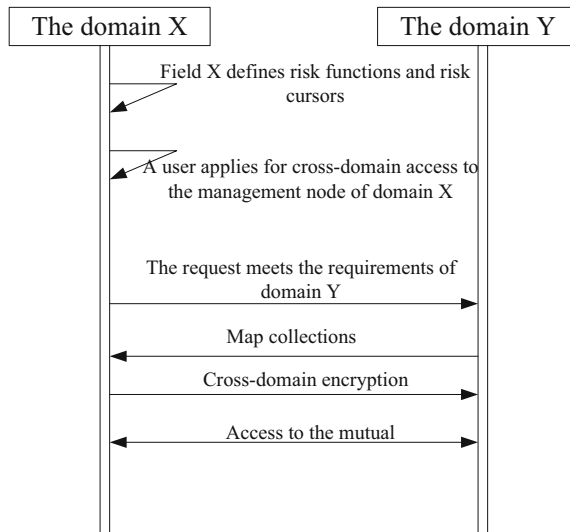 The domain X
The domain Y
Field X defines risk functions and risk
cursors
A user applies for cross-domain access to
the management node of domain X
The request meets the requirements of
domain Y
Map collections
Cross-domain encryption
Access to the mutual